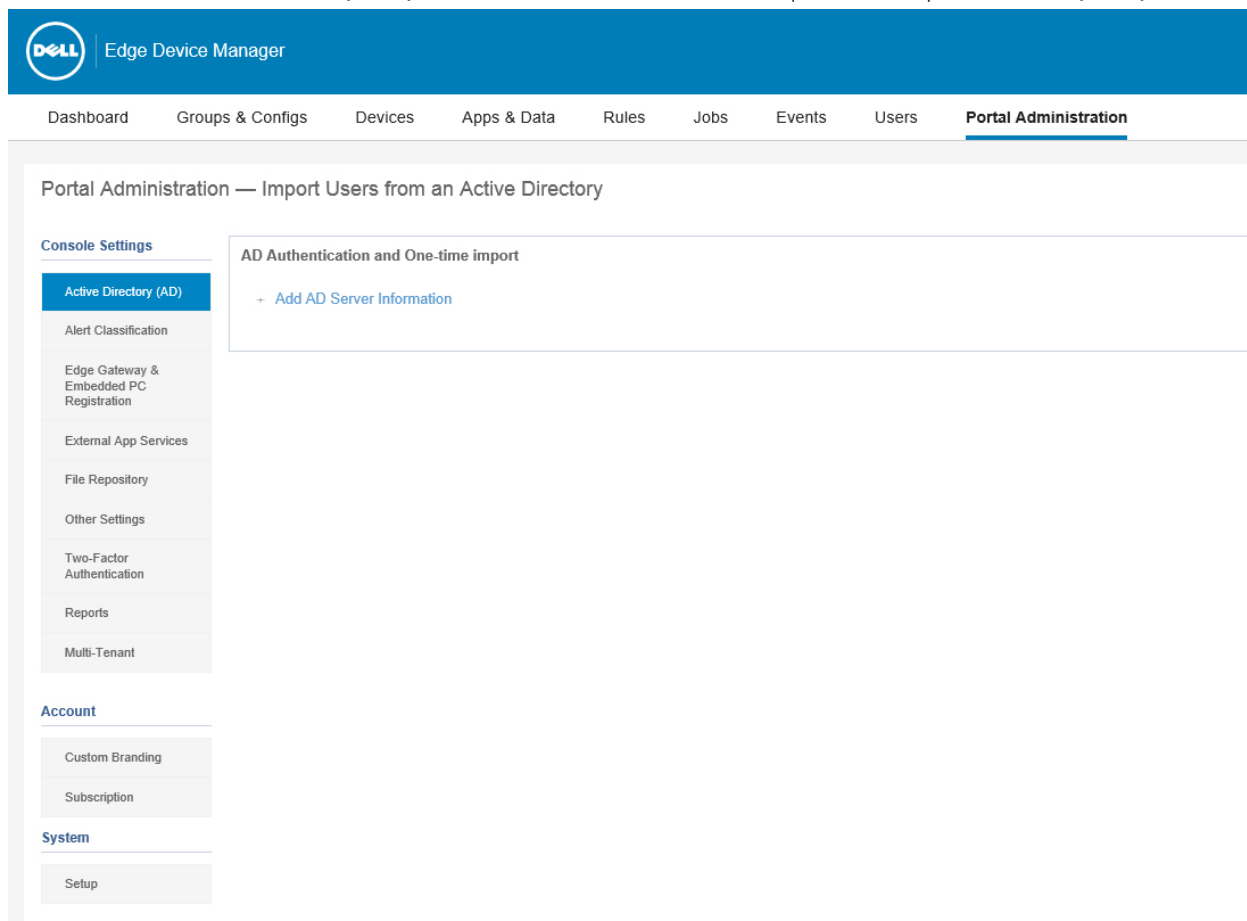 DELL Edge Device Manager
Dashboard Groups & Configs Devices Apps & Data Rules Jobs Events Users Portal Administration
Portal Administration — Import Users from an Active Directory
Console Settings
Active Directory (AD)
Alert Classification
Edge Gateway &
Embedded PC
Registration
External App Services
File Repository
Other Settings
Two-Factor
Authentication
Reports
Multi-Tenant
Account
Custom Branding
Subscription
System
Setup
AD Authentication and One-time import
+ Add AD Server Information